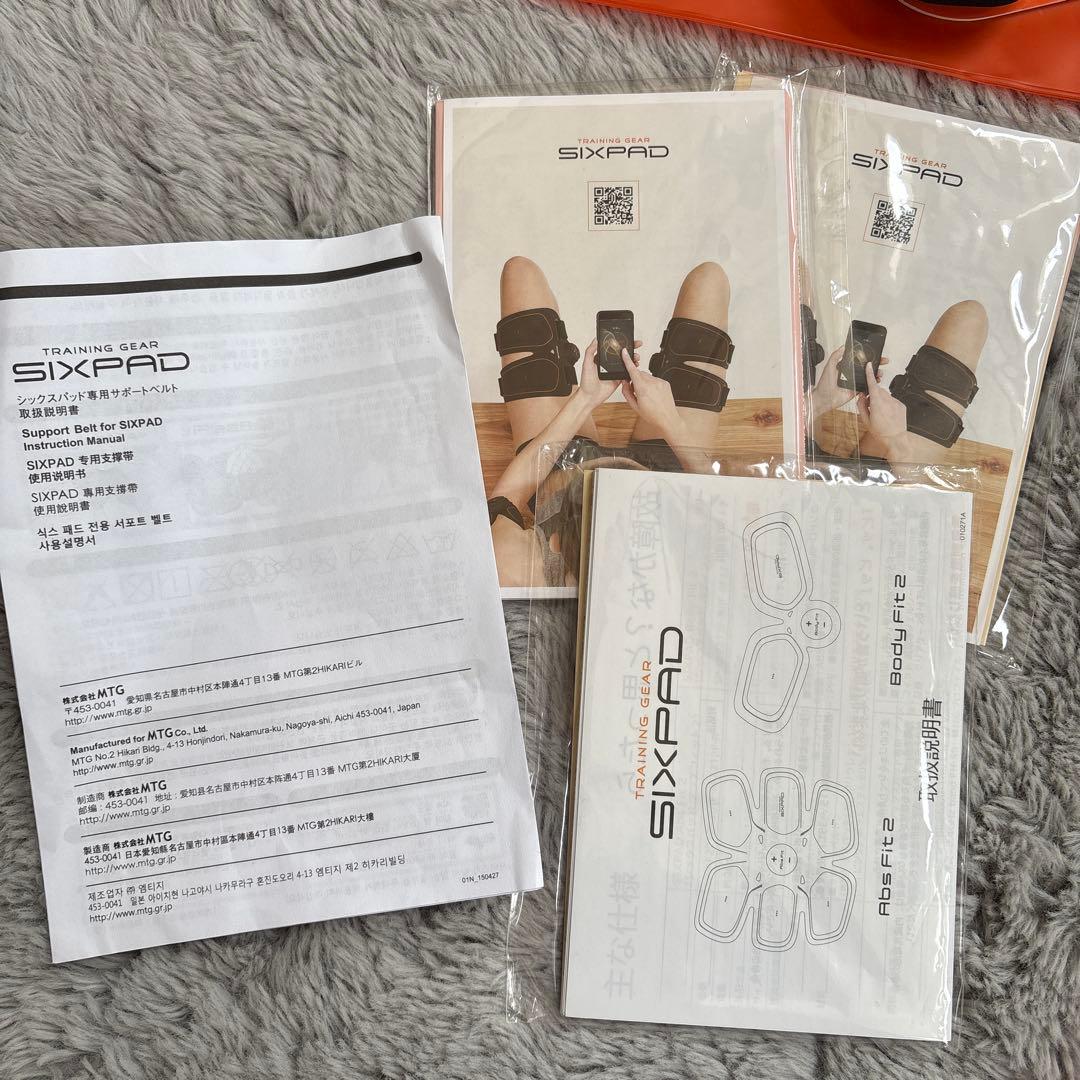 TRAINING GEAR
SIXPAD
シックスパッド専用サポートベルト
取扱説明書
Support Belt for SIXPAD
Instruction Manual
SIXPAD 专用支撑带
使用说明书
SIXPAD 專用支撐帶
使用說明書
식스 패드 전용 서포트 벨트
사용설명서
株式会社 MTG
〒453-0041 愛知県名古屋市中村区本陣通4丁目13番 MTG第2HIKARIビル
http://www.mtg.gr.jp
Manufactured for MTG Co., Ltd.
MTG No.2 Hikari Bldg., 4-13 Honjindori, Nakamura-ku, Nagoya-shi, Aichi 453-0041, Japan
http://www.mtg.gr.jp
制造商 株式会社 MTG
邮编：453-0041 地址：爱知县名古屋市中村区本阵通4丁目13番 MTG第2HIKARI大厦
http://www.mtg.gr.jp
製造商 株式会社 MTG
453-0041 日本愛知縣名古屋市中村區本陣通4丁目13番 MTG第2HIKARI大樓
http://www.mtg.gr.jp
제조업자 ㈜ 엠티지
453-0041 일본 아이치현 나고야시 나카무라구 혼진도오리 4-13 엠티지 제2 히카리빌딩
http://www.mtg.gr.jp
01N_150427
TRAINING GEAR
SIXPAD
TRAINING GEAR
SIXPAD
TRAINING GEAR
SIXPAD
Abs Fit 2
Body Fit 2
取扱説明書
010271A
主な仕様